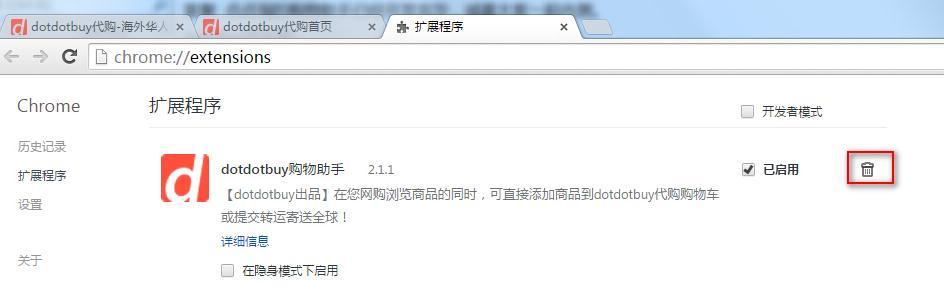 dotdotbuy代购-海外华人
dotdotbuy代购首页
扩展程序
chrome://extensions
Chrome
扩展程序
开发者模式
历史记录
扩展程序
设置
关于
dotdotbuy购物助手 2.1.1
已启用
【dotdotbuy出品】在您网购浏览商品的同时，可直接添加商品到dotdotbuy代购购物车
或提交转运寄送全球！
详细信息
在隐身模式下启用